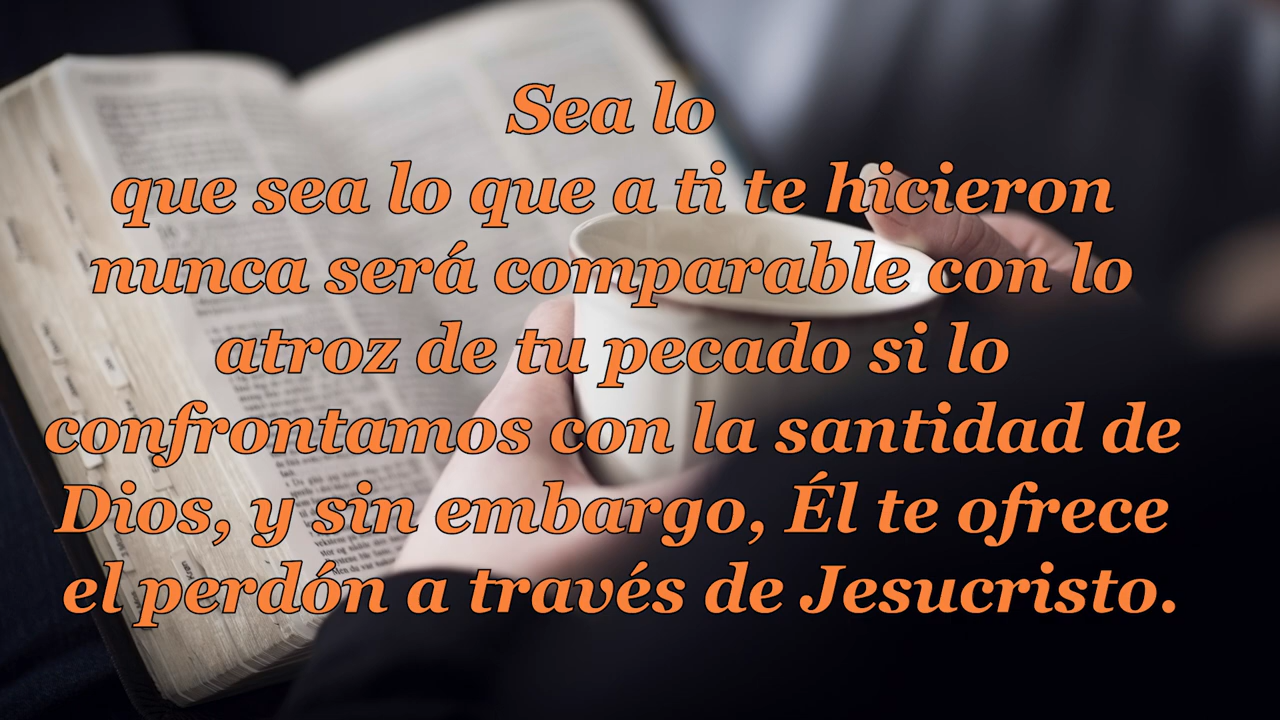 Sea lo
que sea lo que a ti te hicieron
nunca será comparable con lo
atroz de tu pecado si lo
confrontamos con la santidad de
Dios, y sin embargo, Él te ofrece
el perdón a través de Jesucristo.